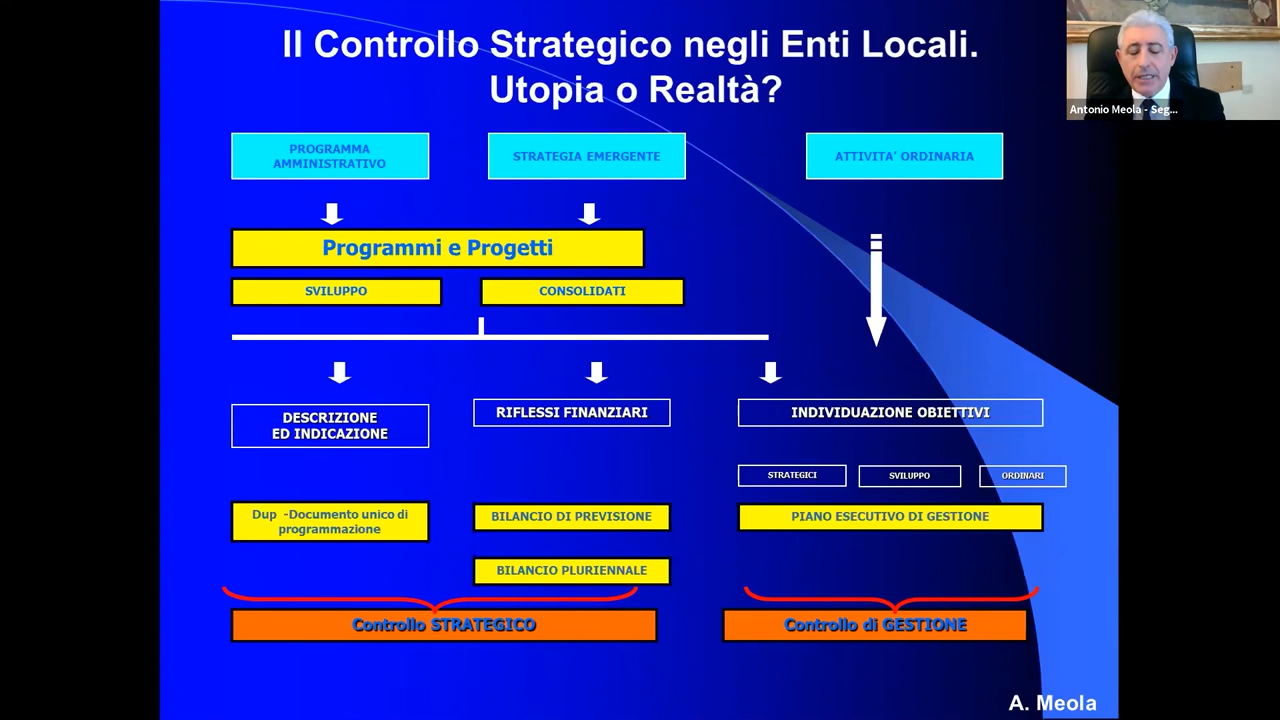 Il Controllo Strategico negli Enti Locali.
Utopia o Realtà?
Antonio Meola - Seg...
PROGRAMMA
AMMINISTRATIVO
STRATEGIA EMERGENTE
ATTIVITA' ORDINARIA
Programmi e Progetti
SVILUPPO
CONSOLIDATI
DESCRIZIONE
ED INDICAZIONE
RIFLESSI FINANZIARI
INDIVIDUAZIONE OBIETTIVI
STRATEGICI
SVILUPPO
ORDINARI
Dup -Documento unico di
programmazione
BILANCIO DI PREVISIONE
PIANO ESECUTIVO DI GESTIONE
BILANCIO PLURIENNALE
Controllo STRATEGICO
Controllo di GESTIONE
A. Meola